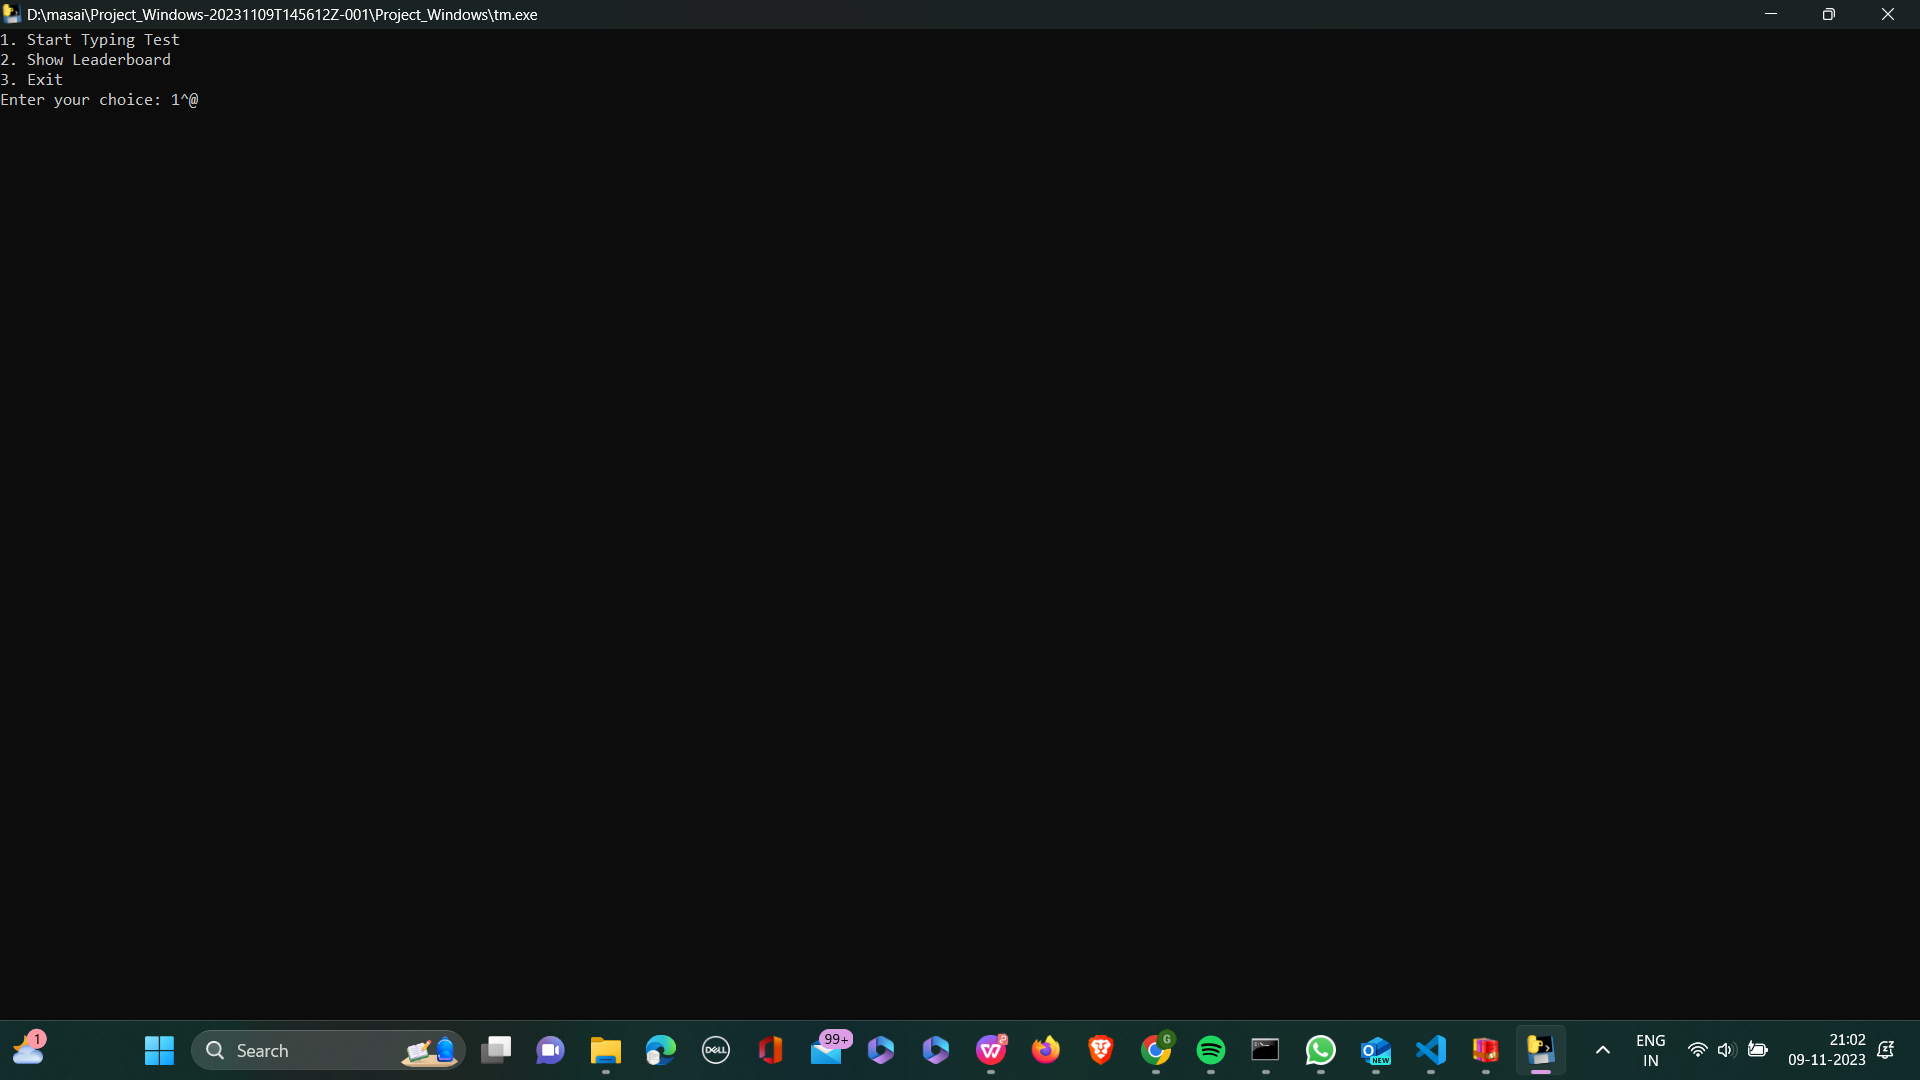 D:\masai\Project_Windows-20231109T145612Z-001\Project_Windows\tm.exe
1. Start Typing Test
2. Show Leaderboard
3. Exit
Enter your choice: 1^@
1
Search
DELL
99+
G
NEW
ENG
IN
21:02
09-11-2023